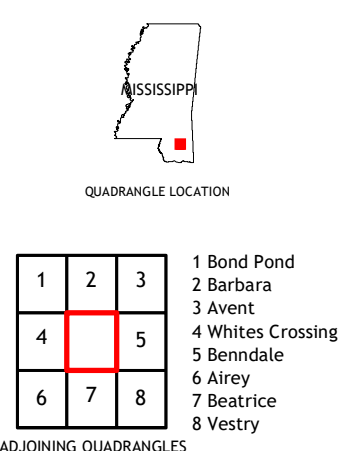 MISSISSIPPI
QUADRANGLE LOCATION
1 2 3
4 5
6 7 8
1 Bond Pond
2 Barbara
3 Avent
4 Whites Crossing
5 Benndale
6 Airey
7 Beatrice
8 Vestry
ADJOINING QUADRANGLES